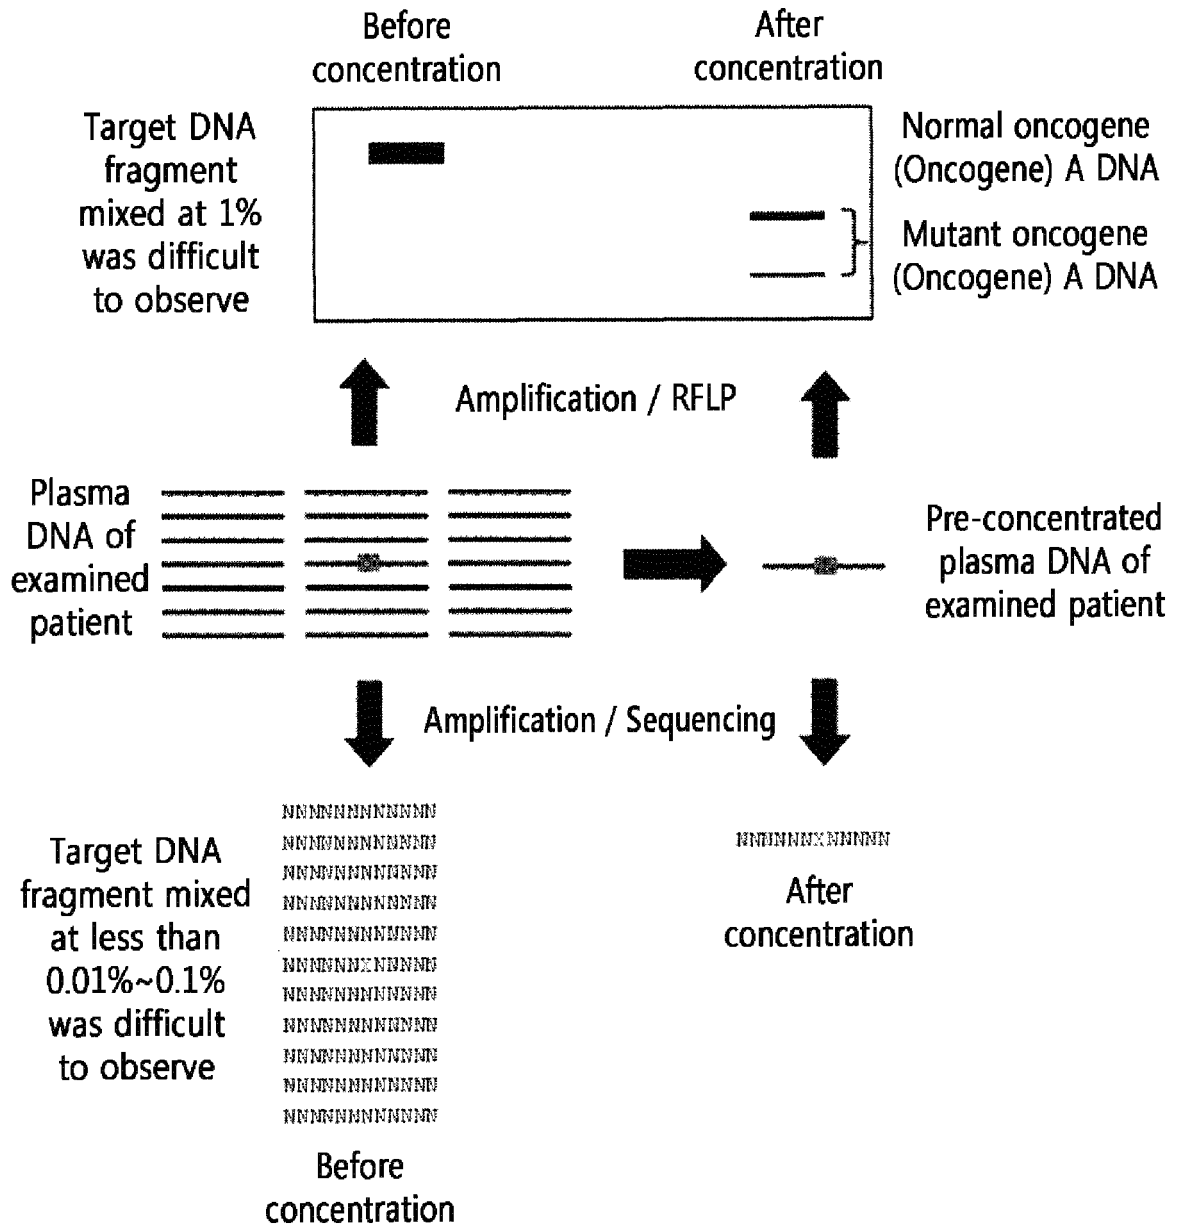 Before
concentration
After
concentration
Target DNA
fragment
mixed at 1%
was difficult
to observe
Normal oncogene
(Oncogene) A DNA
Mutant oncogene
(Oncogene) A DNA
Amplification / RFLP
Plasma
DNA of
examined
patient
Pre-concentrated
plasma DNA of
examined patient
Amplification / Sequencing
Target DNA
fragment mixed
at less than
0.01%~0.1%
was difficult
to observe
NNNNNNNNNNNN
NNNNNNNNNNNN
NNNNNNNNNNNN
NNNNNNNNNNNN
NNNNNNNNNNNN
NNNNNNXNNNNN
NNNNNNNNNNNN
NNNNNNNNNNNN
NNNNNNNNNNNN
NNNNNNNNNNNN
NNNNNNNNNNNN
Before
concentration
NNNNNNXNNNNN
After
concentration